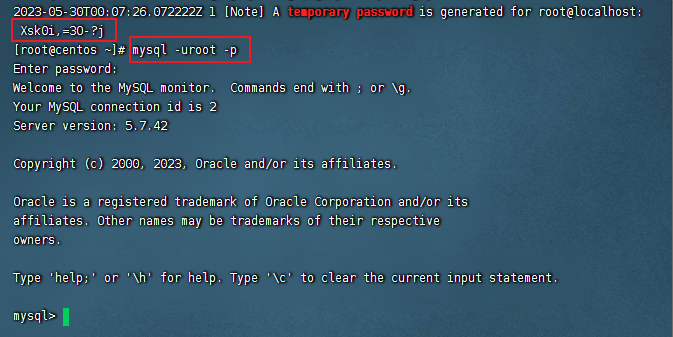 2023-05-30T00:07:26.072222Z 1 [Note] A temporary password is generated for root@localhost:
Xsk0i,=3O-?j
[root@centos ~]# mysql -uroot -p
Enter password:
Welcome to the MySQL monitor.  Commands end with ; or \g.
Your MySQL connection id is 2
Server version: 5.7.42
Copyright (c) 2000, 2023, Oracle and/or its affiliates.
Oracle is a registered trademark of Oracle Corporation and/or its
affiliates. Other names may be trademarks of their respective
owners.
Type 'help;' or '\h' for help. Type '\c' to clear the current input statement.
mysql>